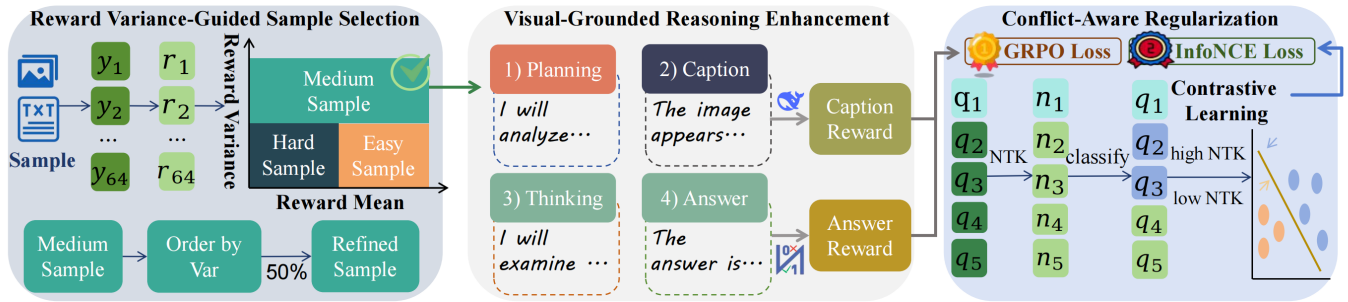 Reward Variance-Guided Sample Selection
TXT
Sample
y1
y2
...
y64
r1
r2
...
r64
Reward Variance
Medium
Sample
Hard
Sample
Easy
Sample
Reward Mean
Medium
Sample
Order by
Var
50%
Refined
Sample
Visual-Grounded Reasoning Enhancement
1) Planning
I will
analyze...
2) Caption
The image
appears...
Caption
Reward
3) Thinking
I will
examine ...
4) Answer
The
answer is...
Answer
Reward
Conflict-Aware Regularization
1
GRPO Loss
2
InfoNCE Loss
q1
q2
q3
q4
q5
NTK
n1
n2
n3
n4
n5
classify
q1
q2
q3
q4
q5
Contrastive
Learning
high NTK
low NTK